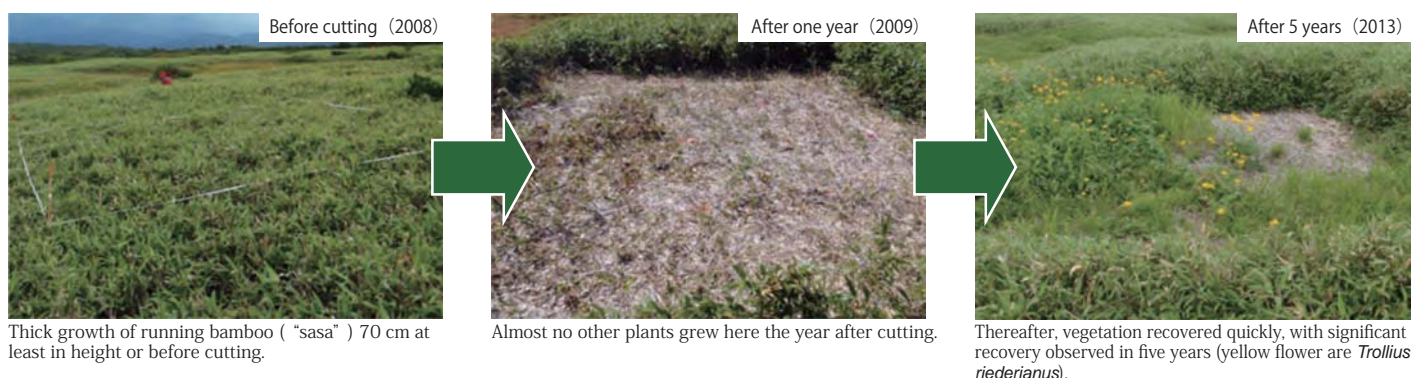 Before cutting（2008）
After one year（2009）
After 5 years（2013）
Thick growth of running bamboo（ “sasa” ）70 cm at
least in height or before cutting.
Almost no other plants grew here the year after cutting.
Thereafter, vegetation recovered quickly, with significant
recovery observed in five years (yellow flower are Trollius
riederianus).